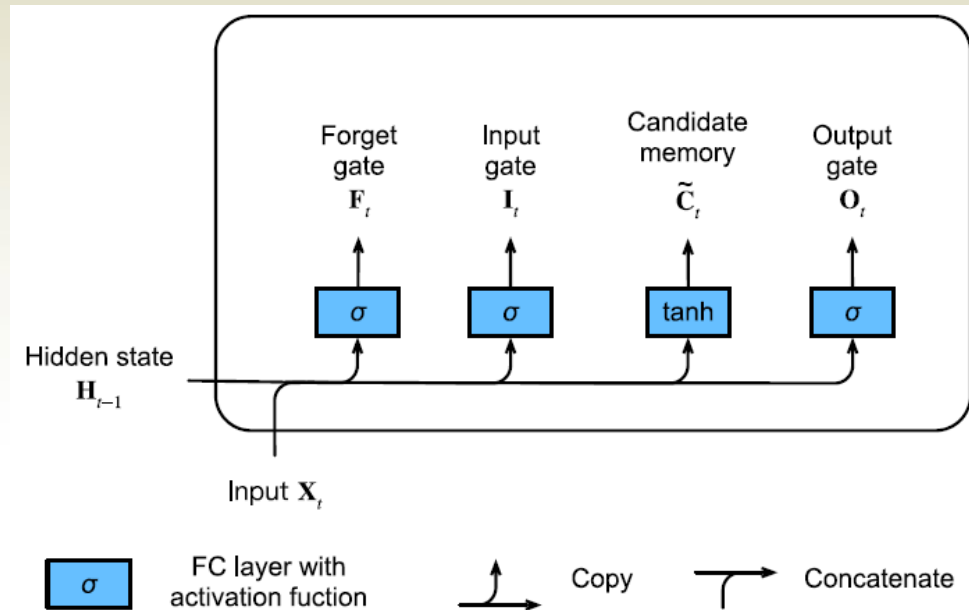 Forget
gate
F_t
Input
gate
I_t
Candidate
memory
C̃_t
Output
gate
O_t
σ
σ
tanh
σ
Hidden state
H_{t-1}
Input X_t
σ
FC layer with
activation fuction
Copy
Concatenate